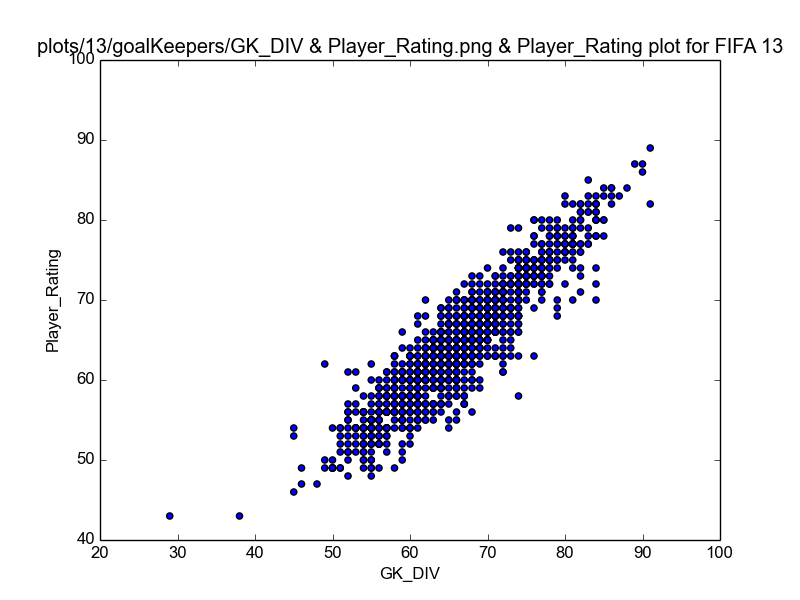 plots/13/goalKeepers/GK_DIV & Player_Rating.png & Player_Rating plot for FIFA 13
100
90
80
70
60
50
40
Player_Rating
20 30 40 50 60 70 80 90 100
GK_DIV